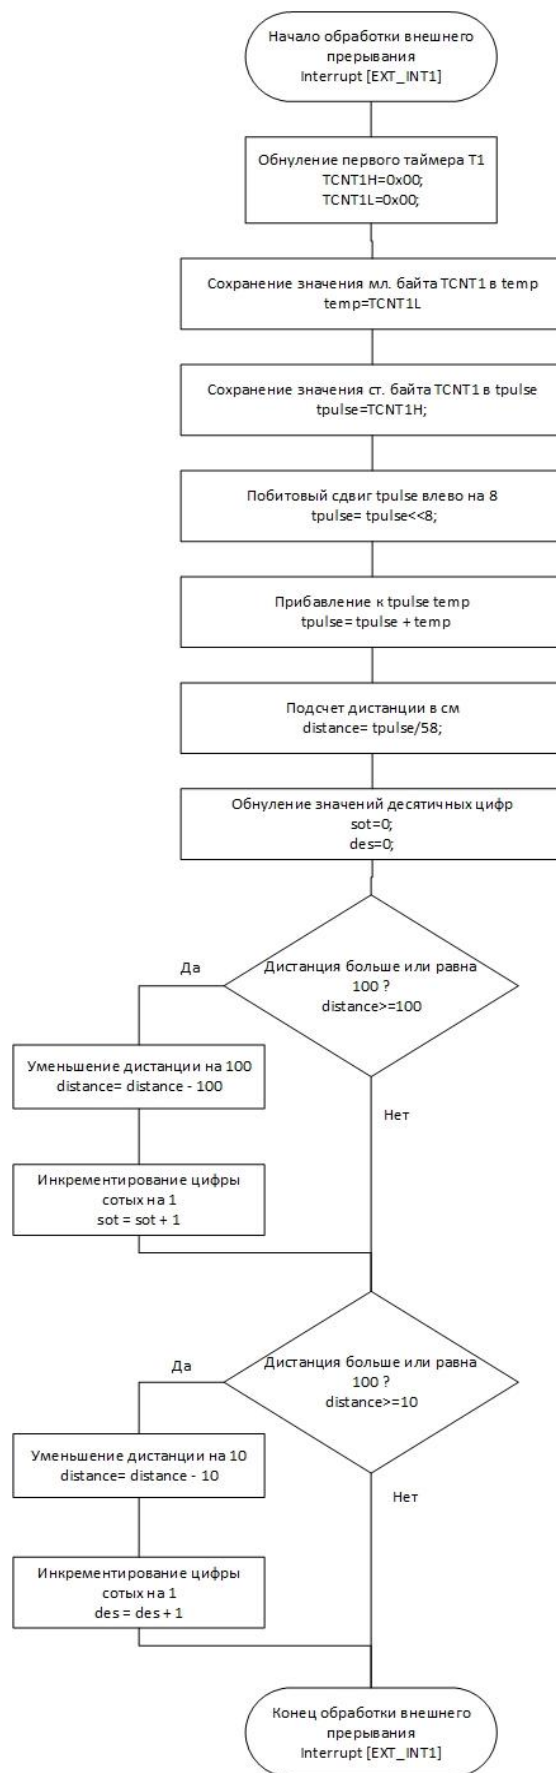 Начало обработки внешнего
прерывания
Interrupt [EXT_INT1]
Обнуление первого таймера T1
TCNT1H=0x00;
TCNT1L=0x00;
Сохранение значения мл. байта TCNT1 в temp
temp=TCNT1L
Сохранение значения ст. байта TCNT1 в tpulse
tpulse=TCNT1H;
Побитовый сдвиг tpulse влево на 8
tpulse= tpulse<<8;
Прибавление к tpulse temp
tpulse= tpulse + temp
Подсчет дистанции в см
distance= tpulse/58;
Обнуление значений десятичных цифр
sot=0;
des=0;
Дистанция больше или равна
100 ?
distance>=100
Да
Уменьшение дистанции на 100
distance= distance - 100
Нет
Инкрементирование цифры
сотых на 1
sot = sot + 1
Дистанция больше или равна
100 ?
distance>=10
Да
Уменьшение дистанции на 10
distance= distance - 10
Нет
Инкрементирование цифры
сотых на 1
des = des + 1
Конец обработки внешнего
прерывания
Interrupt [EXT_INT1]